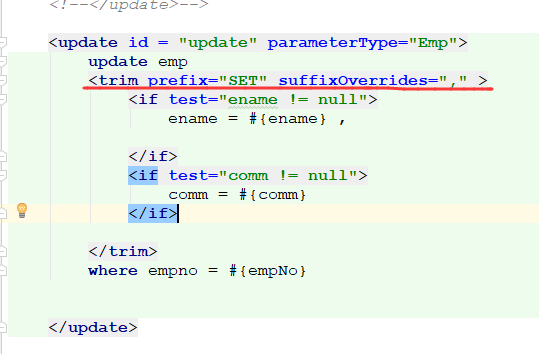 <!--</update>-->
<update id = "update" parameterType="Emp">
update emp
<trim prefix="SET" suffixOverrides="," >
<if test="ename != null">
ename = #{ename} ,
</if>
<if test="comm != null">
comm = #{comm}
</if>
</trim>
where empno = #{empNo}
</update>